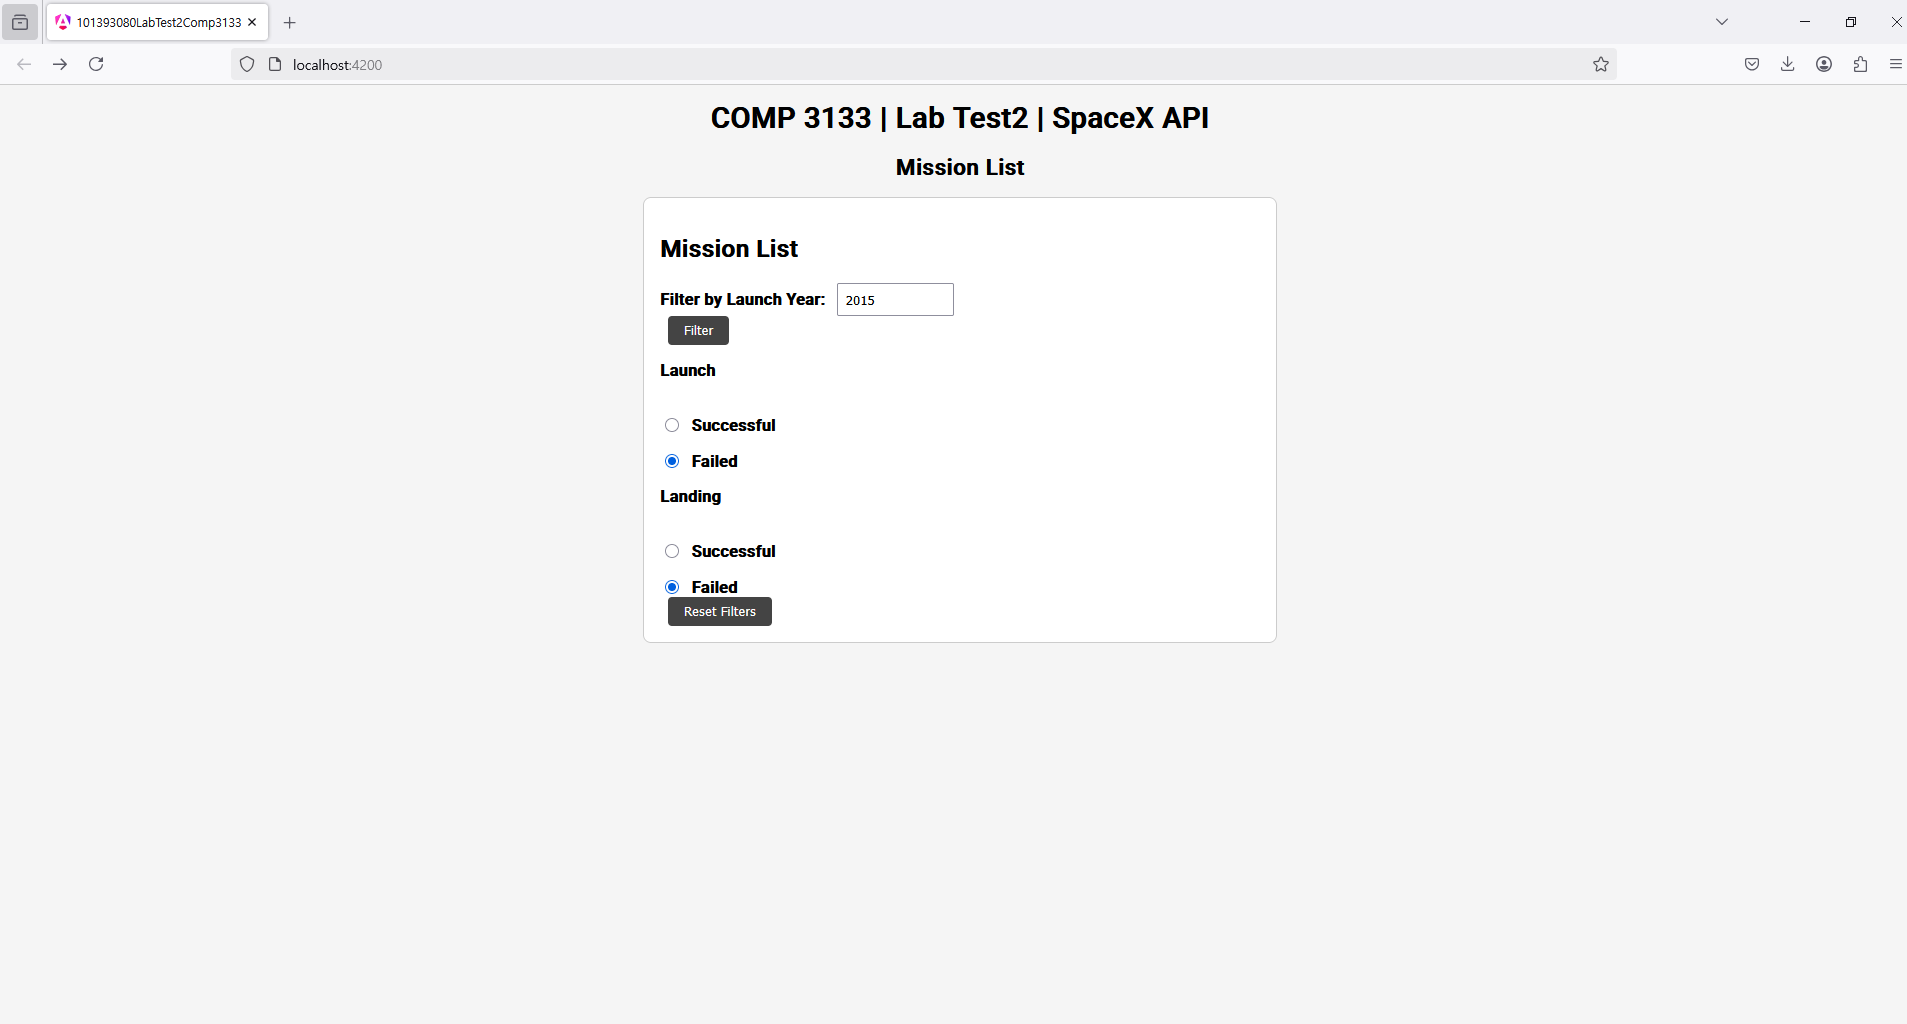 101393080LabTest2Comp3133
localhost:4200
COMP 3133 | Lab Test2 | SpaceX API
Mission List
Mission List
Filter by Launch Year: 2015
Filter
Launch
Successful
Failed
Landing
Successful
Failed
Reset Filters